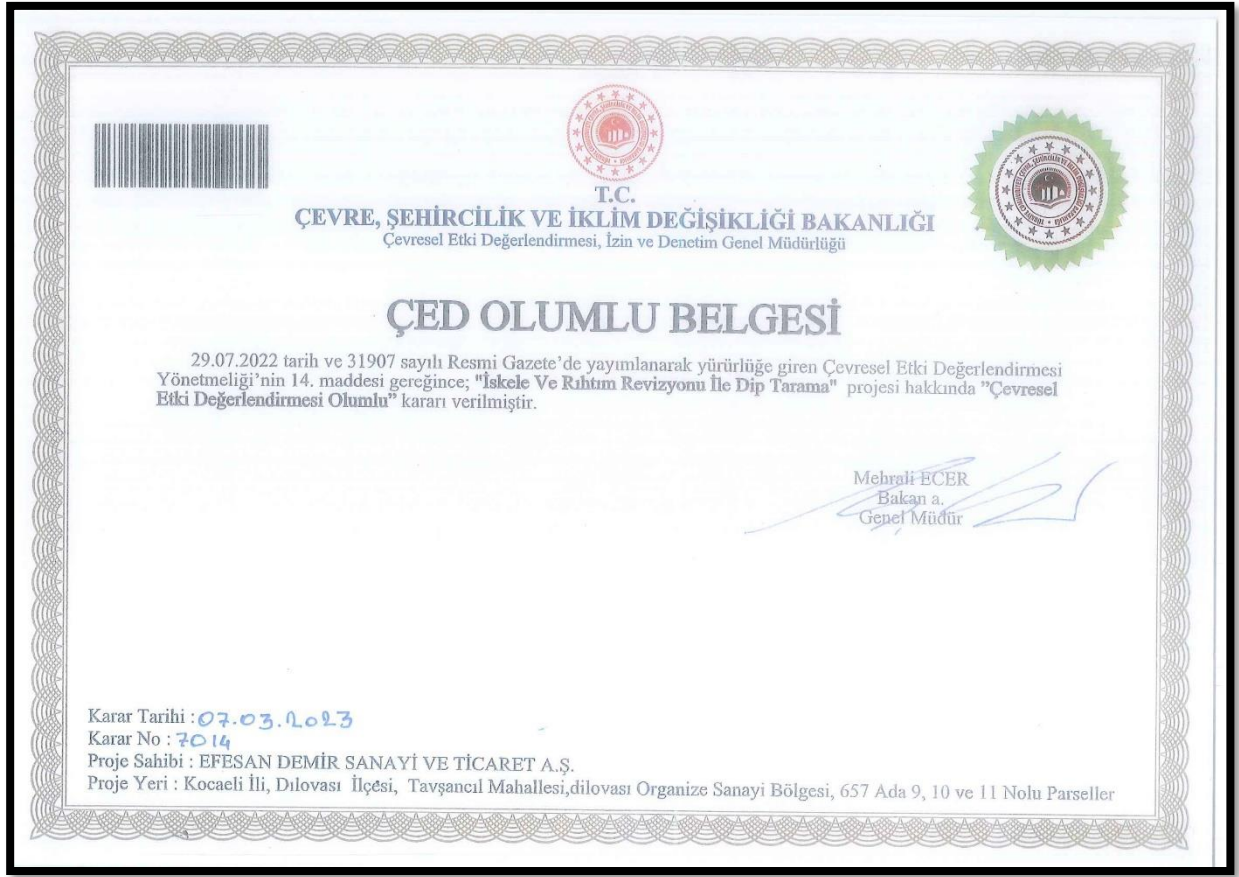 T.C.
ÇEVRE, ŞEHİRCİLİK VE İKLİM DEĞİŞİKLİĞİ BAKANLIĞI
Çevresel Etki Değerlendirmesi, İzin ve Denetim Genel Müdürlüğü
ÇED OLUMLU BELGESİ
29.07.2022 tarih ve 31907 sayılı Resmi Gazete’de yayımlanarak yürürlüğe giren Çevresel Etki Değerlendirmesi
Yönetmeliği’nin 14. maddesi gereğince; "İskele Ve Rıhtım Revizyonu İle Dip Tarama" projesi hakkında ”Çevresel
Etki Değerlendirmesi Olumlu” kararı verilmiştir.
Mehrali ECER
Bakan a.
Genel Müdür
Karar Tarihi : 07.03.2023
Karar No : 7014
Proje Sahibi : EFESAN DEMİR SANAYİ VE TİCARET A.Ş.
Proje Yeri : Kocaeli İli, Dılovası İlçesi, Tavşancıl Mahallesi,dilovası Organize Sanayi Bölgesi, 657 Ada 9, 10 ve 11 Nolu Parseller